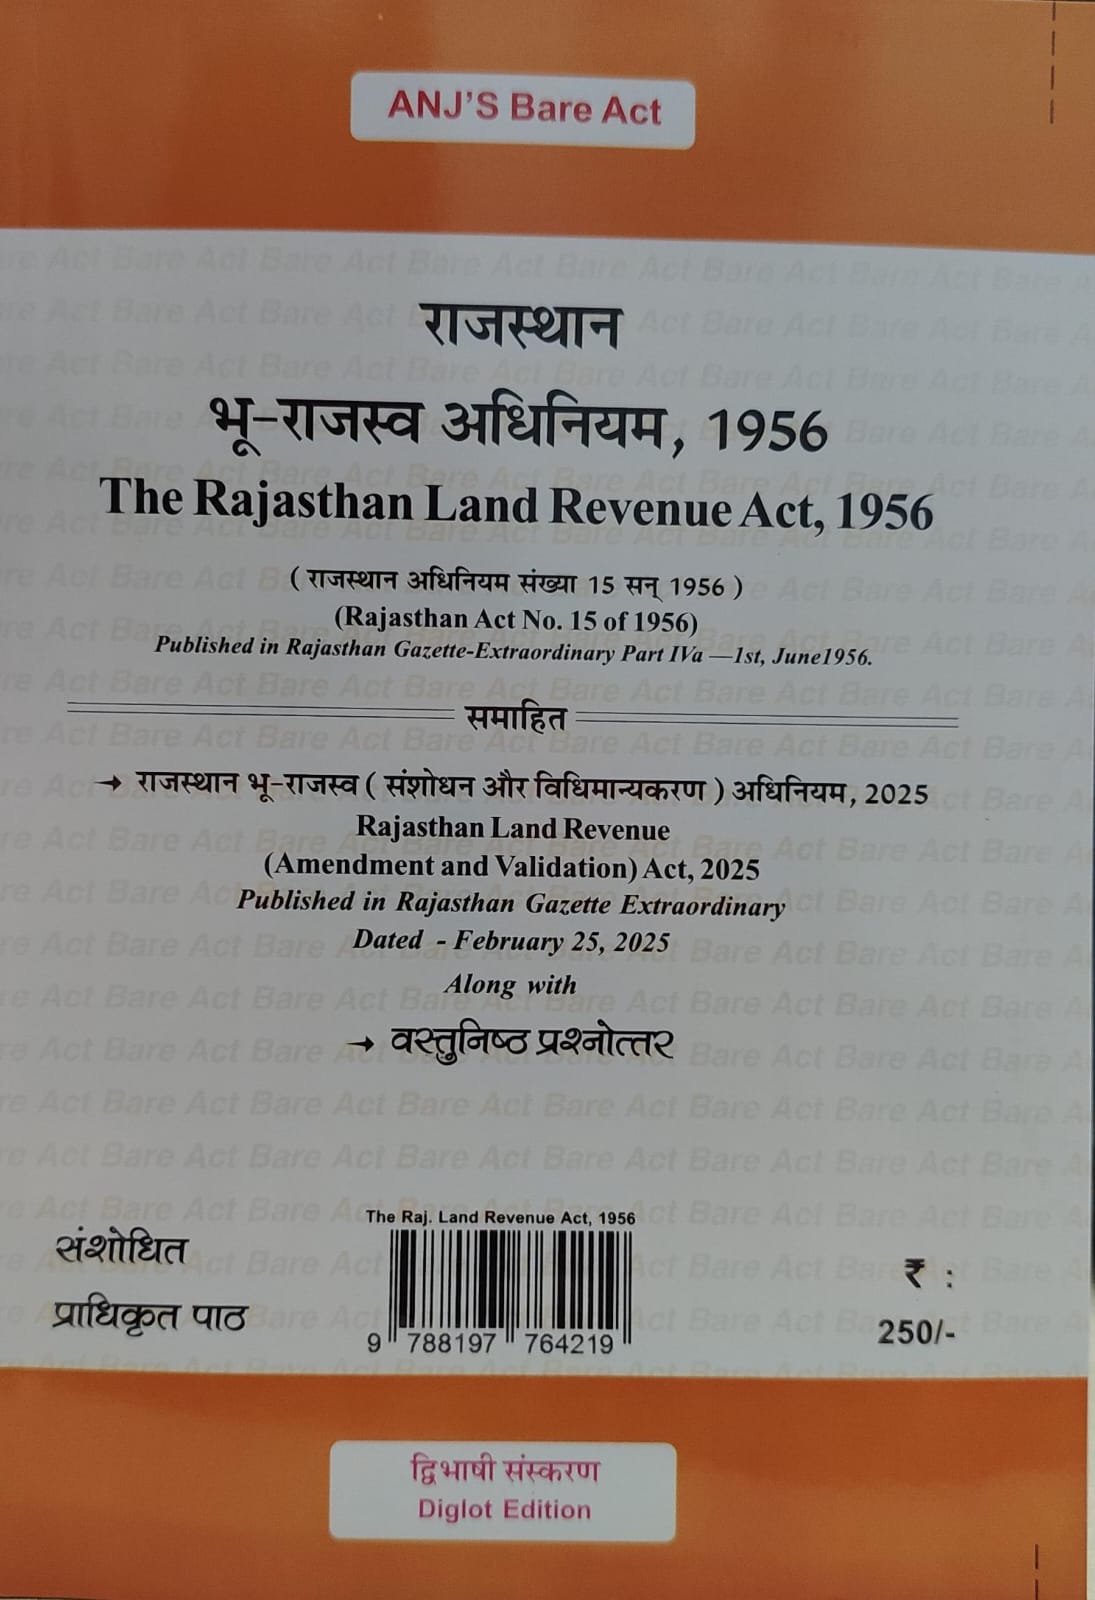 ANJ'S Bare Act
राजस्थान
भू-राजस्व अधिनियम, 1956
The Rajasthan Land Revenue Act, 1956
( राजस्थान अधिनियम संख्या 15 सन् 1956 )
(Rajasthan Act No. 15 of 1956)
Published in Rajasthan Gazette-Extraordinary Part IVa —1st, June1956.
समाहित
→ राजस्थान भू-राजस्व ( संशोधन और विधिमान्यकरण ) अधिनियम, 2025
Rajasthan Land Revenue
(Amendment and Validation) Act, 2025
Published in Rajasthan Gazette Extraordinary
Dated - February 25, 2025
Along with
→ वस्तुनिष्ठ प्रश्नोत्तर
संशोधित
प्राधिकृत पाठ
The Raj. Land Revenue Act, 1956
9 788197 764219
₹ :
250/-
द्विभाषी संस्करण
Diglot Edition